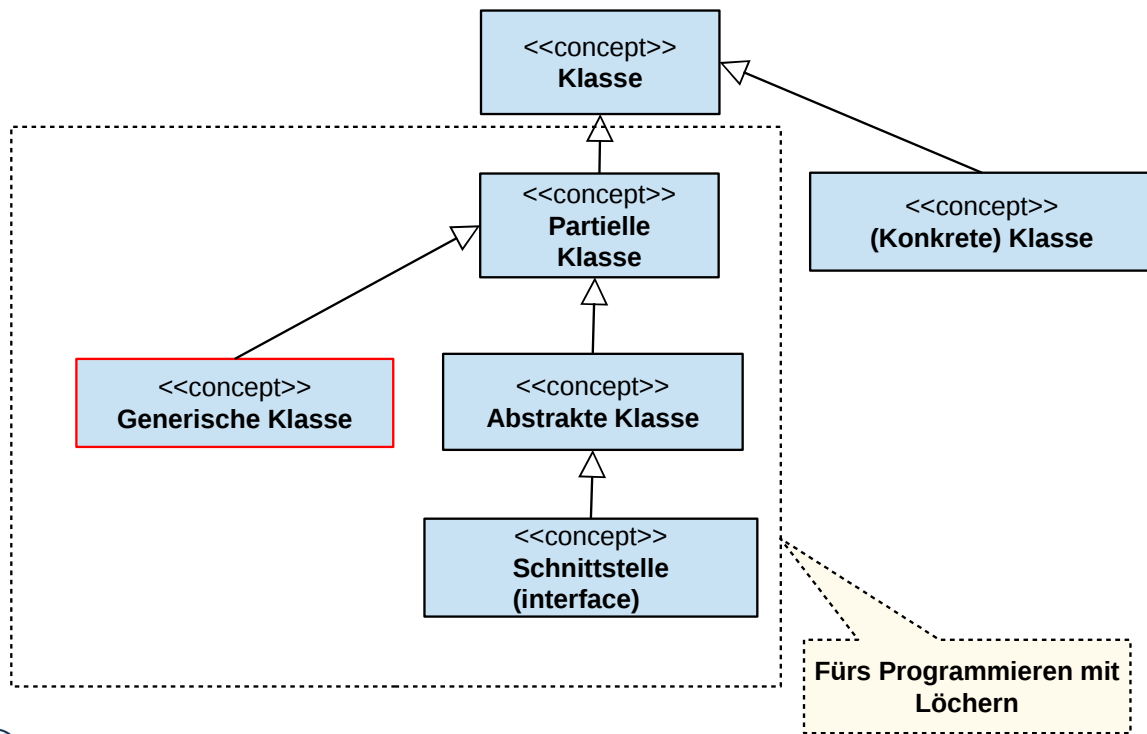 <<concept>>
Klasse
<<concept>>
Partielle
Klasse
<<concept>>
(Konkrete) Klasse
<<concept>>
Generische Klasse
<<concept>>
Abstrakte Klasse
<<concept>>
Schnittstelle
(interface)
Fürs Programmieren mit
Löchern